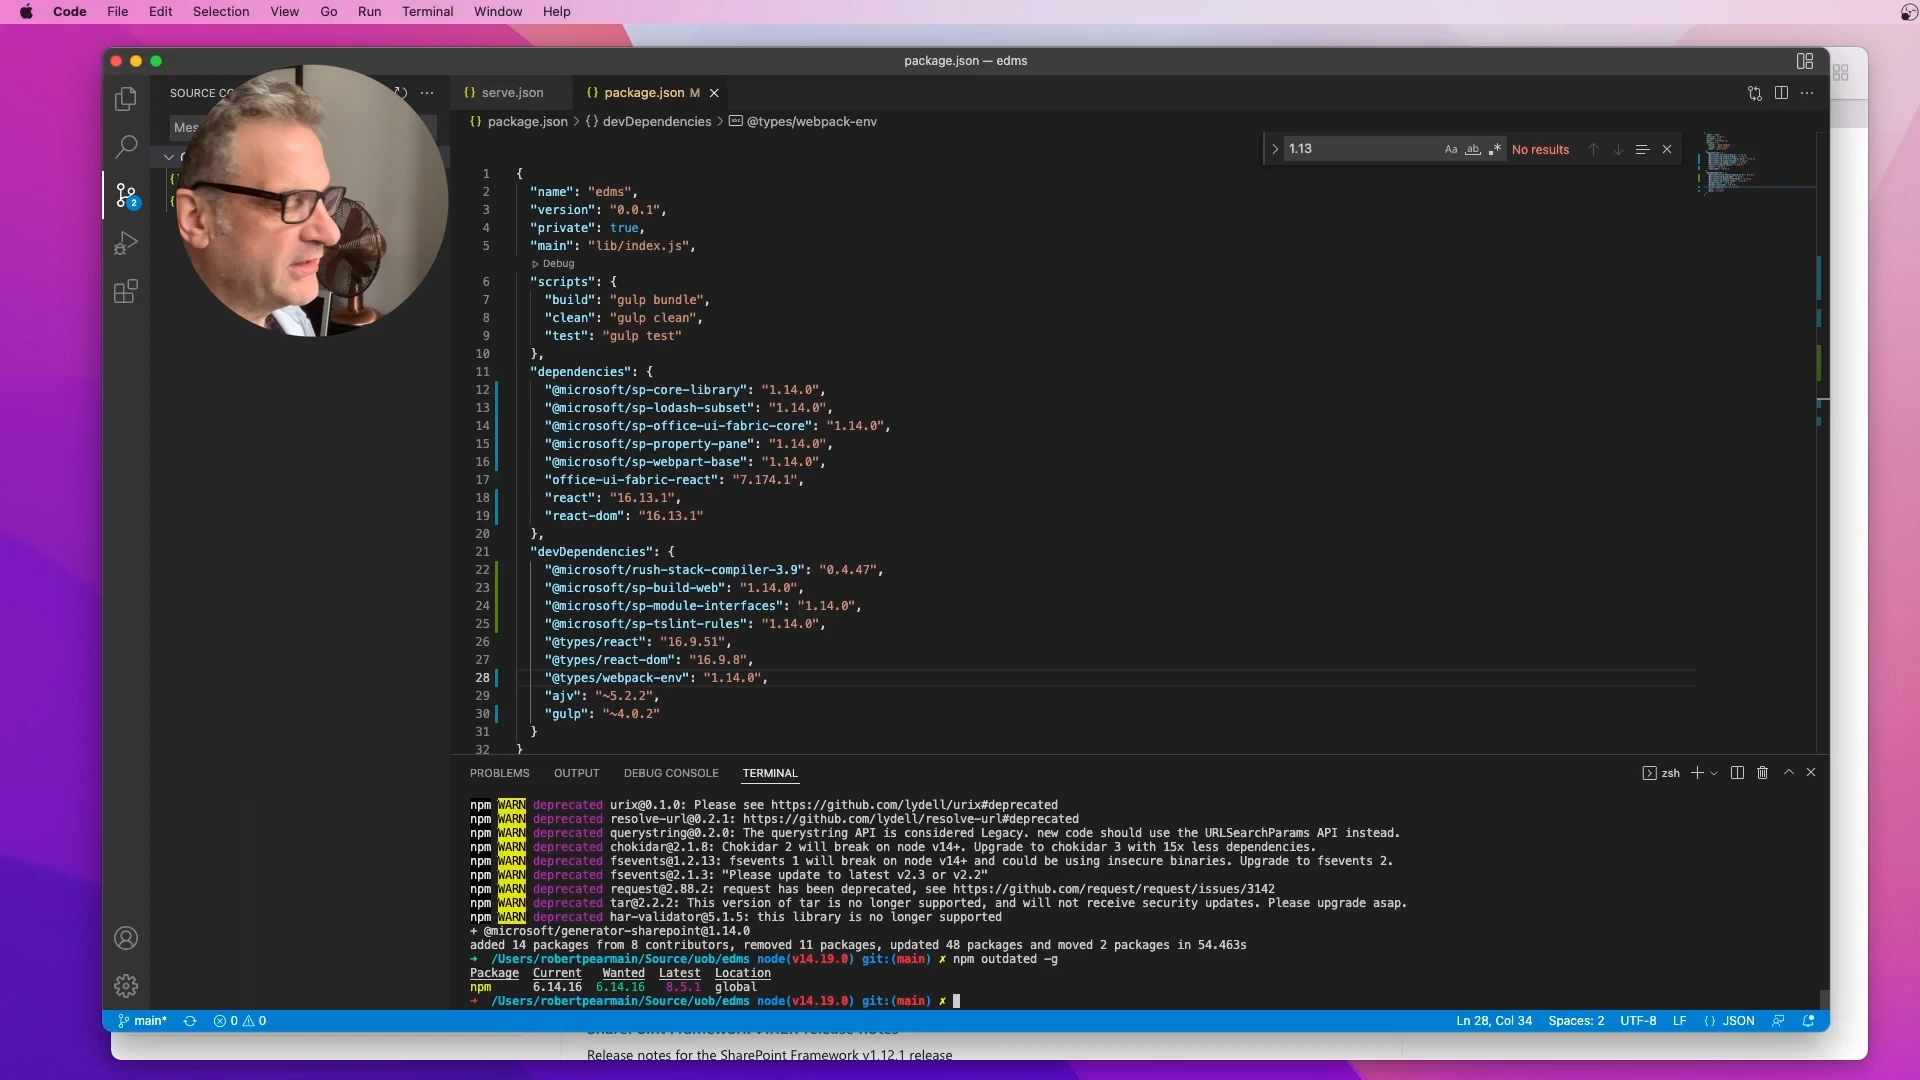 Code File Edit Selection View Go Run Terminal Window Help
package.json — edms
SOURCE CO
serve.json
package.json M
package.json > {} devDependencies > @types/webpack-env
Mes
1.13
Aa ab
No results
2
1 {
2 "name": "edms",
3 "version": "0.0.1",
4 "private": true,
5 "main": "lib/index.js",
Debug
6 "scripts": {
7 "build": "gulp bundle",
8 "clean": "gulp clean",
9 "test": "gulp test"
10 },
11 "dependencies": {
12 "@microsoft/sp-core-library": "1.14.0",
13 "@microsoft/sp-lodash-subset": "1.14.0",
14 "@microsoft/sp-office-ui-fabric-core": "1.14.0",
15 "@microsoft/sp-property-pane": "1.14.0",
16 "@microsoft/sp-webpart-base": "1.14.0",
17 "office-ui-fabric-react": "7.174.1",
18 "react": "16.13.1",
19 "react-dom": "16.13.1"
20 },
21 "devDependencies": {
22 "@microsoft/rush-stack-compiler-3.9": "0.4.47",
23 "@microsoft/sp-build-web": "1.14.0",
24 "@microsoft/sp-module-interfaces": "1.14.0",
25 "@microsoft/sp-tslint-rules": "1.14.0",
26 "@types/react": "16.9.51",
27 "@types/react-dom": "16.9.8",
28 "@types/webpack-env": "1.14.0",
29 "ajv": "~5.2.2",
30 "gulp": "~4.0.2"
31 }
32 }
PROBLEMS OUTPUT DEBUG CONSOLE TERMINAL
zsh
npm WARN deprecated urix@0.1.0: Please see https://github.com/lydell/urix#deprecated
npm WARN deprecated resolve-url@0.2.1: https://github.com/lydell/resolve-url#deprecated
npm WARN deprecated querystring@0.2.0: The querystring API is considered Legacy. new code should use the URLSearchParams API instead.
npm WARN deprecated chokidar@2.1.8: Chokidar 2 will break on node v14+. Upgrade to chokidar 3 with 15x less dependencies.
npm WARN deprecated fsevents@1.2.13: fsevents 1 will break on node v14+ and could be using insecure binaries. Upgrade to fsevents 2.
npm WARN deprecated fsevents@2.1.3: "Please update to latest v2.3 or v2.2"
npm WARN deprecated request@2.88.2: request has been deprecated, see https://github.com/request/request/issues/3142
npm WARN deprecated tar@2.2.2: This version of tar is no longer supported, and will not receive security updates. Please upgrade asap.
npm WARN deprecated har-validator@5.1.5: this library is no longer supported
+ @microsoft/generator-sharepoint@1.14.0
added 14 packages from 8 contributors, removed 11 packages, updated 48 packages and moved 2 packages in 54.463s
➜ /Users/robertpearmain/Source/uob/edms node(v14.19.0) git:(main) ✗ npm outdated -g
Package Current Wanted Latest Location
npm 6.14.16 6.14.16 8.5.1 global
➜ /Users/robertpearmain/Source/uob/edms node(v14.19.0) git:(main) ✗
main* 0 0
Ln 28, Col 34 Spaces: 2 UTF-8 LF {} JSON
Release notes for the SharePoint Framework v1.12.1 release